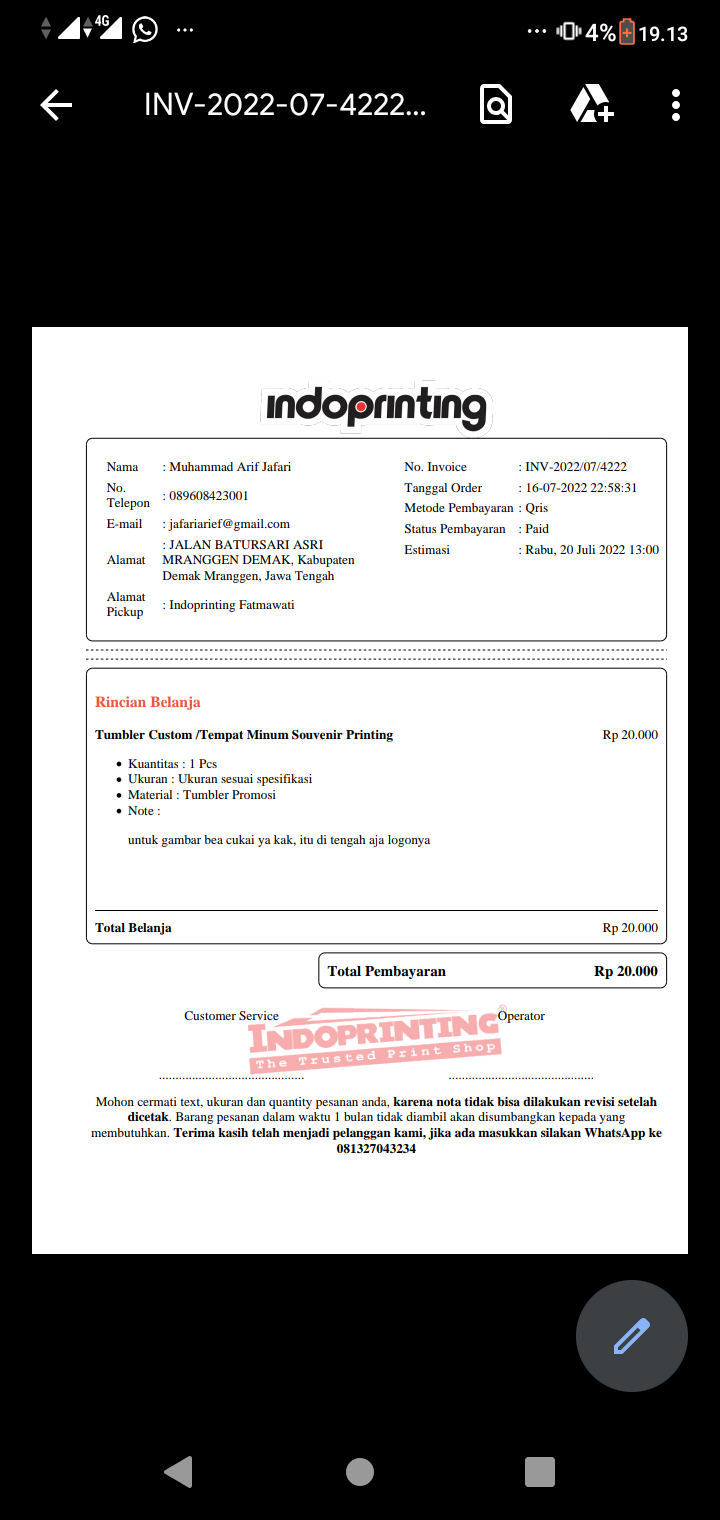 4G
4%
19.13
INV-2022-07-4222...
indoprinting
Nama : Muhammad Arif Jafari
No. Telepon : 089608423001
E-mail : jafariarief@gmail.com
Alamat : JALAN BATURSARI ASRI
MRANGGEN DEMAK, Kabupaten
Demak Mranggen, Jawa Tengah
Alamat Pickup : Indoprinting Fatmawati
No. Invoice : INV-2022/07/4222
Tanggal Order : 16-07-2022 22:58:31
Metode Pembayaran : Qris
Status Pembayaran : Paid
Estimasi : Rabu, 20 Juli 2022 13:00
Rincian Belanja
Tumbler Custom /Tempat Minum Souvenir Printing Rp 20.000
• Kuantitas : 1 Pcs
• Ukuran : Ukuran sesuai spesifikasi
• Material : Tumbler Promosi
• Note :
untuk gambar bea cukai ya kak, itu di tengah aja logonya
Total Belanja Rp 20.000
Total Pembayaran Rp 20.000
Customer Service Operator
INDOPRINTING®
The Trusted Print Shop
Mohon cermati text, ukuran dan quantity pesanan anda, karena nota tidak bisa dilakukan revisi setelah
dicetak. Barang pesanan dalam waktu 1 bulan tidak diambil akan disumbangkan kepada yang
membutuhkan. Terima kasih telah menjadi pelanggan kami, jika ada masukkan silakan WhatsApp ke
081327043234